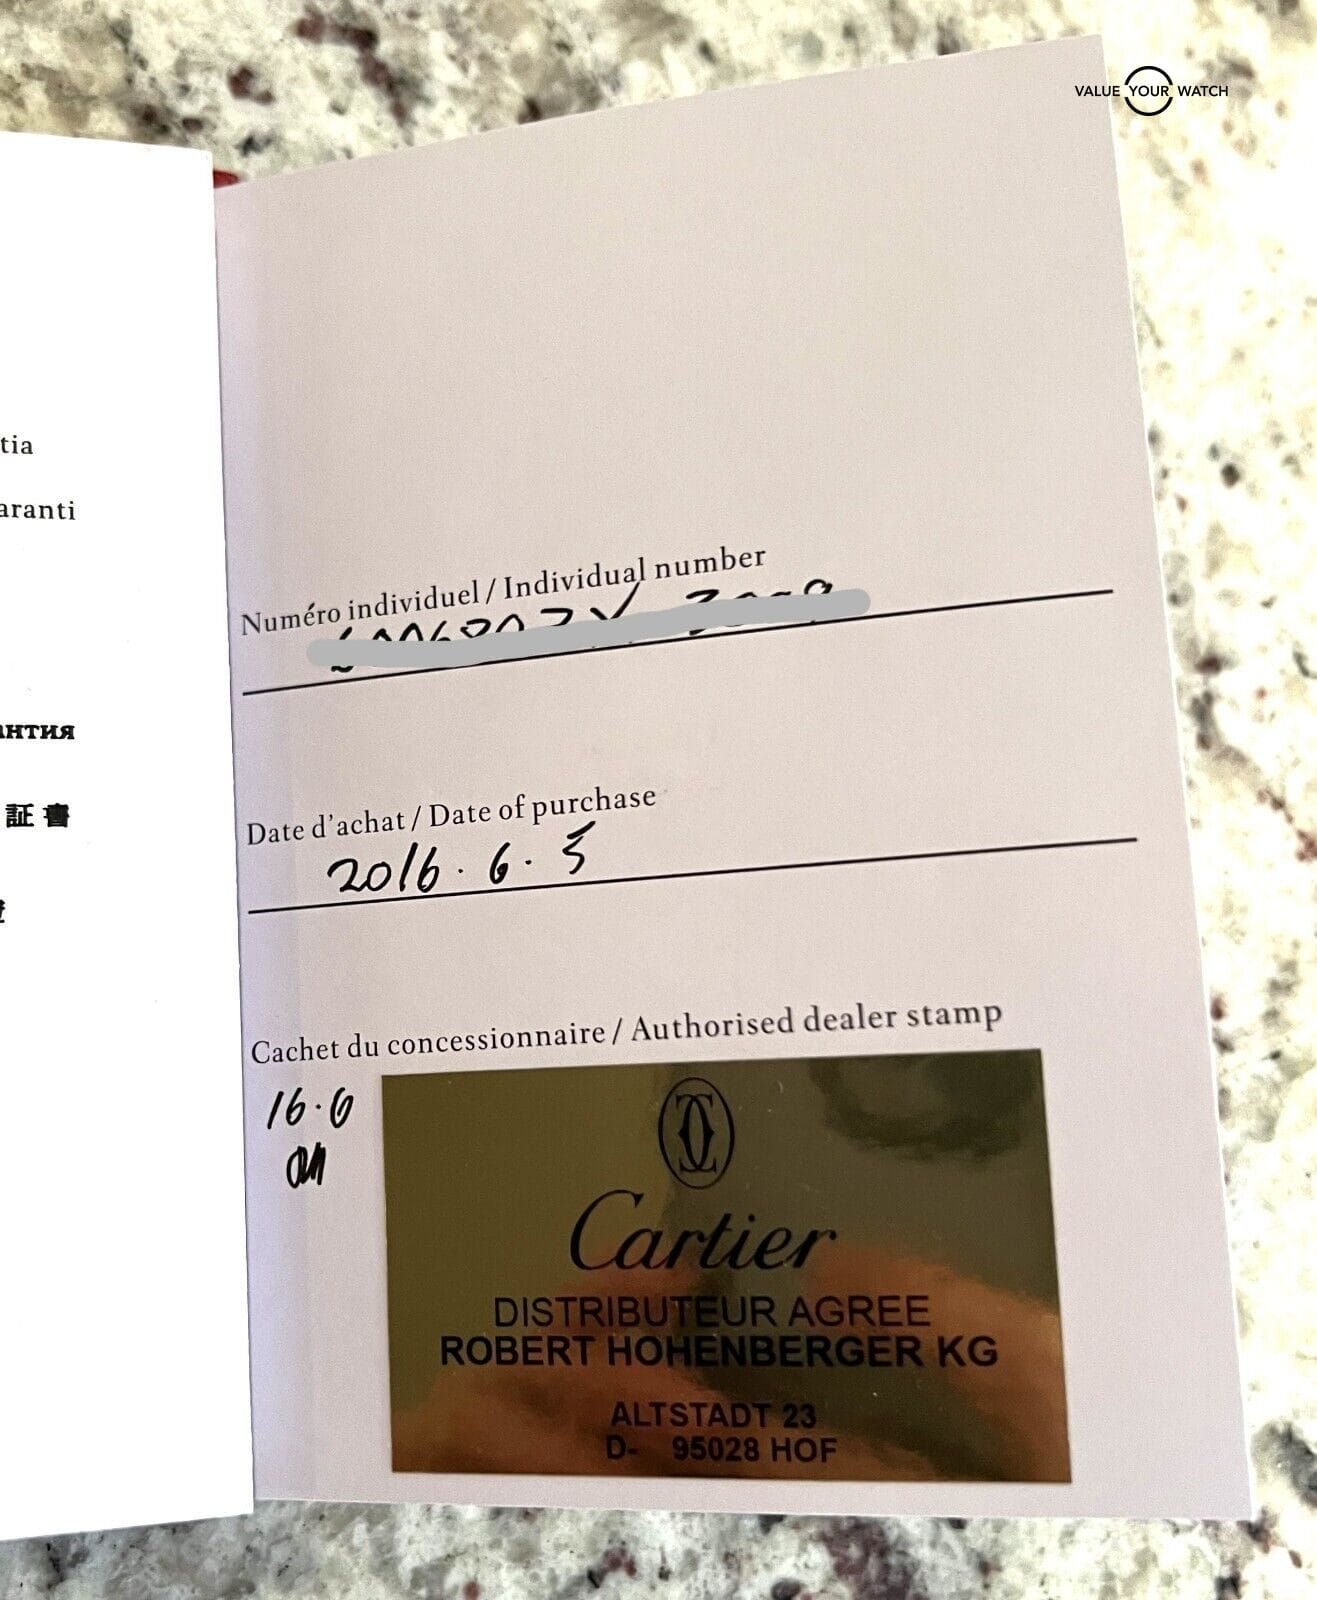 VALUE YOUR WATCH
tia
aranti
антия
証書
Numéro individuel / Individual number
Date d'achat / Date of purchase
2016.6.5
Cachet du concessionnaire / Authorised dealer stamp
16.6
Cartier
DISTRIBUTEUR AGREE
ROBERT HOHENBERGER KG
ALTSTADT 23
D- 95028 HOF